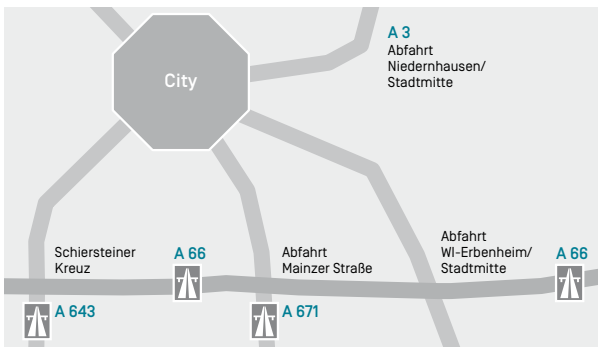 City
A 3
Abfahrt
Niedernhausen/
Stadtmitte
Schiersteiner
Kreuz
A 66
Abfahrt
Mainzer Straße
Abfahrt
WI-Erbenheim/
Stadtmitte
A 66
A 643
A 671